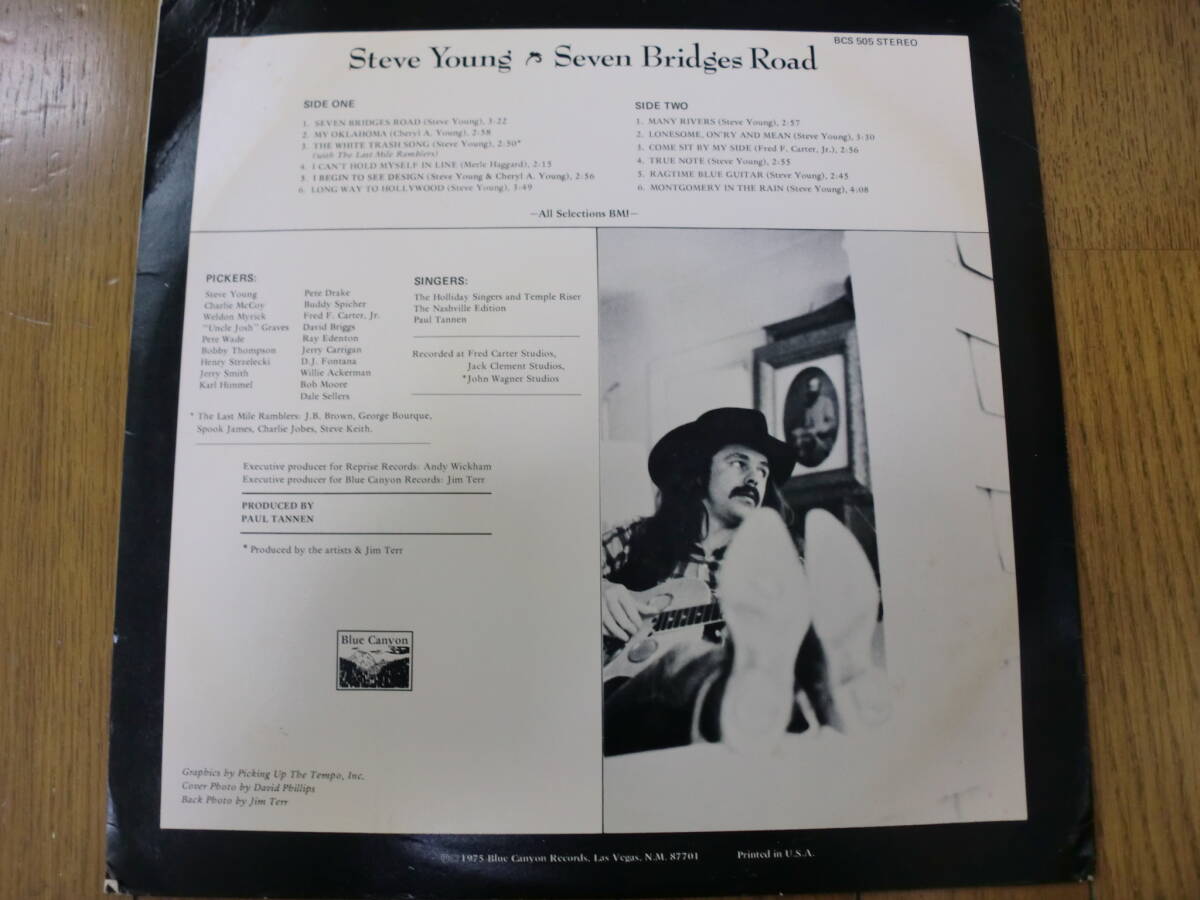 BCS 505 STEREO
Steve Young Seven Bridges Road
SIDE ONE
1. SEVEN BRIDGES ROAD (Steve Young), 3:22
2. MY OKLAHOMA (Cheryl A. Young), 2:58
3. THE WHITE TRASH SONG (Steve Young), 2:50*
(with The Last Mile Ramblers)
4. I CAN'T HOLD MYSELF IN LINE (Merle Haggard), 2:15
5. I BEGIN TO SEE DESIGN (Steve Young & Cheryl A. Young), 2:56
6. LONG WAY TO HOLLYWOOD (Steve Young), 3:49
SIDE TWO
1. MANY RIVERS (Steve Young), 2:57
2. LONESOME, ON'RY AND MEAN (Steve Young), 3:30
3. COME SIT BY MY SIDE (Fred F. Carter, Jr.), 2:56
4. TRUE NOTE (Steve Young), 2:55
5. RAGTIME BLUE GUITAR (Steve Young), 2:45
6. MONTGOMERY IN THE RAIN (Steve Young), 4:08
—All Selections BMI—
PICKERS:
Steve Young
Charlie McCoy
Weldon Myrick
"Uncle Josh" Graves
Pete Wade
Bobby Thompson
Henry Strzelecki
Jerry Smith
Karl Himmel
Pete Drake
Buddy Spicher
Fred F. Carter, Jr.
David Briggs
Ray Edenton
Jerry Carrigan
D.J. Fontana
Willie Ackerman
Bob Moore
Dale Sellers
SINGERS:
The Holliday Singers and Temple Riser
The Nashville Edition
Paul Tannen
Recorded at Fred Carter Studios,
Jack Clement Studios,
*John Wagner Studios
* The Last Mile Ramblers: J.B. Brown, George Bourque,
Spook James, Charlie Jobes, Steve Keith.
Executive producer for Reprise Records: Andy Wickham
Executive producer for Blue Canyon Records: Jim Terr
PRODUCED BY
PAUL TANNEN
* Produced by the artists & Jim Terr
Blue Canyon
Graphics by Picking Up The Tempo, Inc.
Cover Photo by David Phillips
Back Photo by Jim Terr
1975 Blue Canyon Records, Las Vegas, N.M. 87701 Printed in U.S.A.